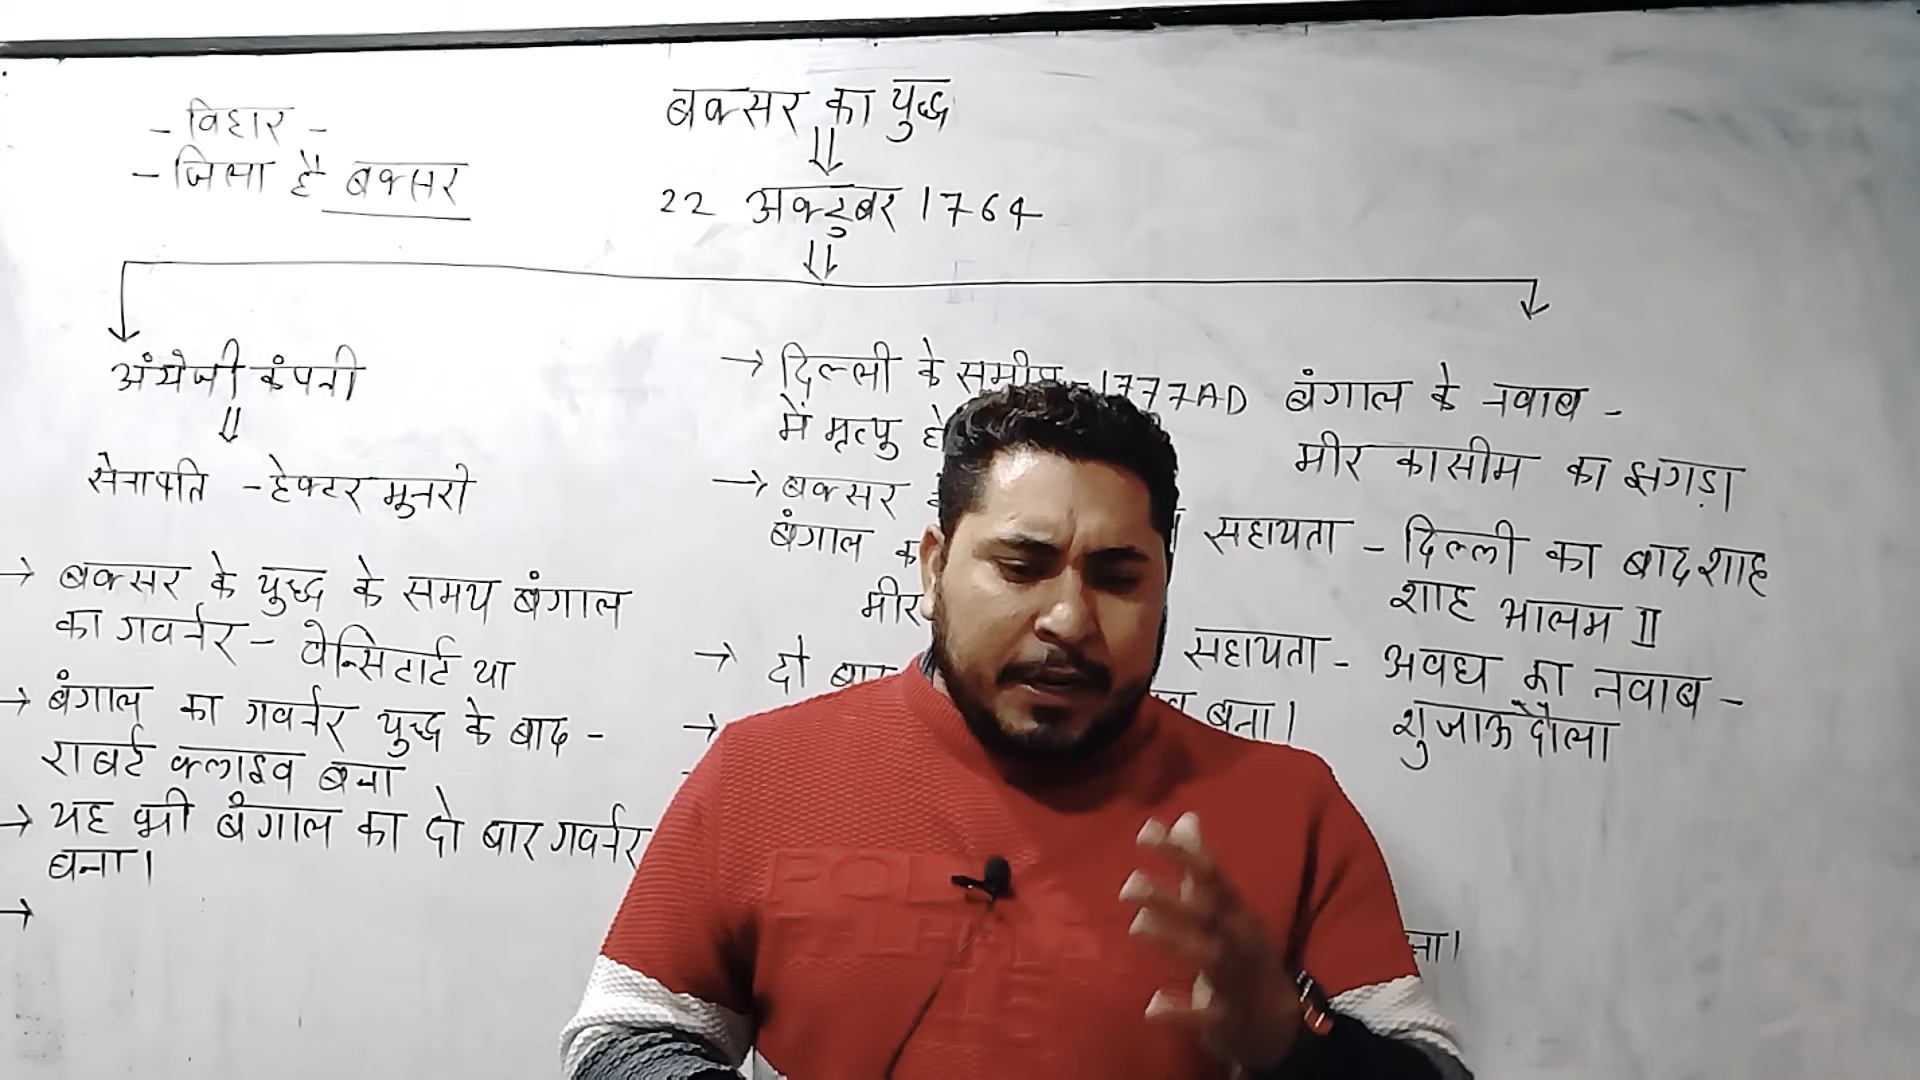 बक्सर का युद्ध
- विहार -
- जिला है बक्सर
22 अक्टुबर 1764
अंग्रेजी कंपनी
सेनापति - हेक्टर मूनरो
→ बक्सर के युद्ध के समय बंगाल
का गवर्नर - वेन्सिटार्ट था
→ बंगाल का गवर्नर युद्ध के बाद -
राबर्ट क्लाइव बना
→ यह भी बंगाल का दो बार गवर्नर
बना।
→
→ दिल्ली के समीप - 1777AD
में मृत्यु
→ बक्सर
बंगाल
मीर
→ दो बार
बना।
बंगाल के नवाब -
मीर कासीम का झगड़ा
सहायता - दिल्ली का बादशाह
शाह आलम II
सहायता - अवध का नवाब -
शुजाऊदौला